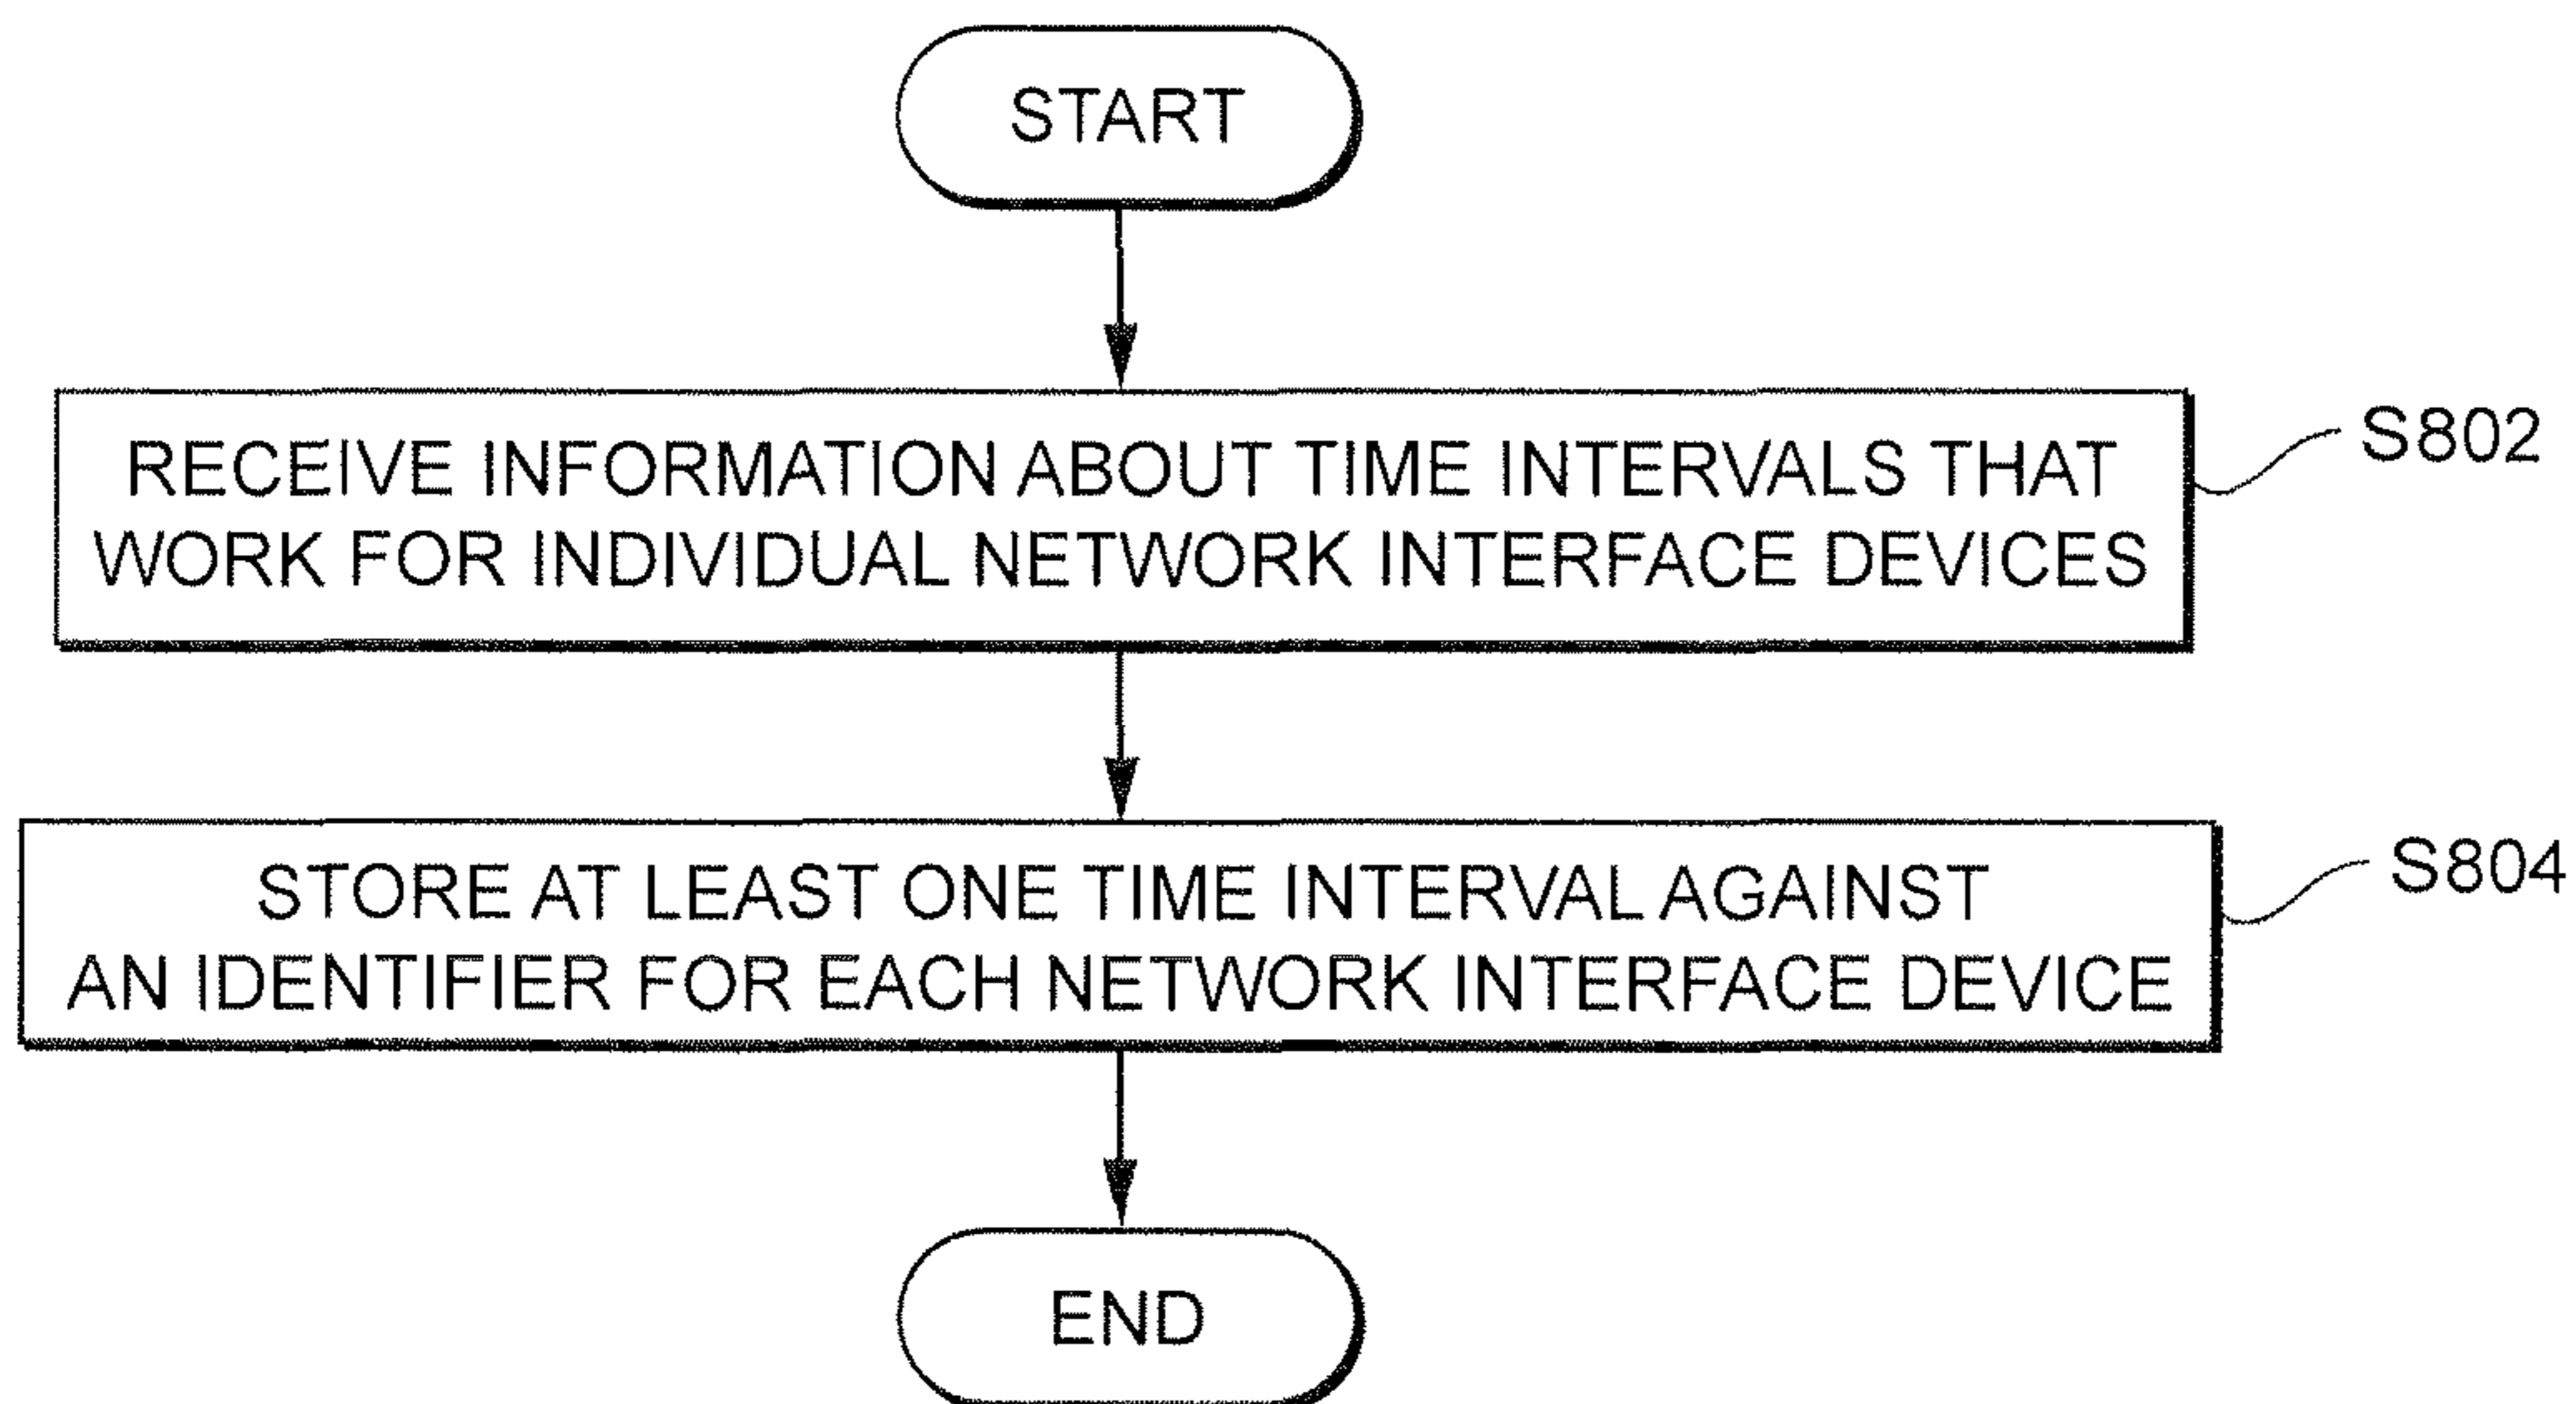 START
RECEIVE INFORMATION ABOUT TIME INTERVALS THAT
WORK FOR INDIVIDUAL NETWORK INTERFACE DEVICES
S802
STORE AT LEAST ONE TIME INTERVAL AGAINST
AN IDENTIFIER FOR EACH NETWORK INTERFACE DEVICE
S804
END